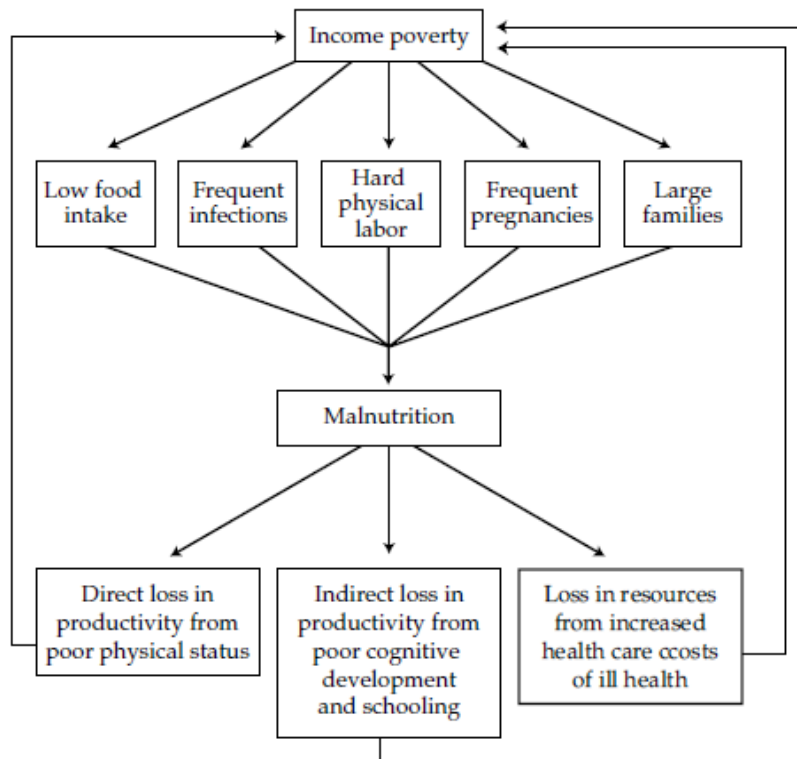 Income poverty
Low food
intake
Frequent
infections
Hard
physical
labor
Frequent
pregnancies
Large
families
Malnutrition
Direct loss in
productivity from
poor physical status
Indirect loss in
productivity from
poor cognitive
development
and schooling
Loss in resources
from increased
health care ccosts
of ill health